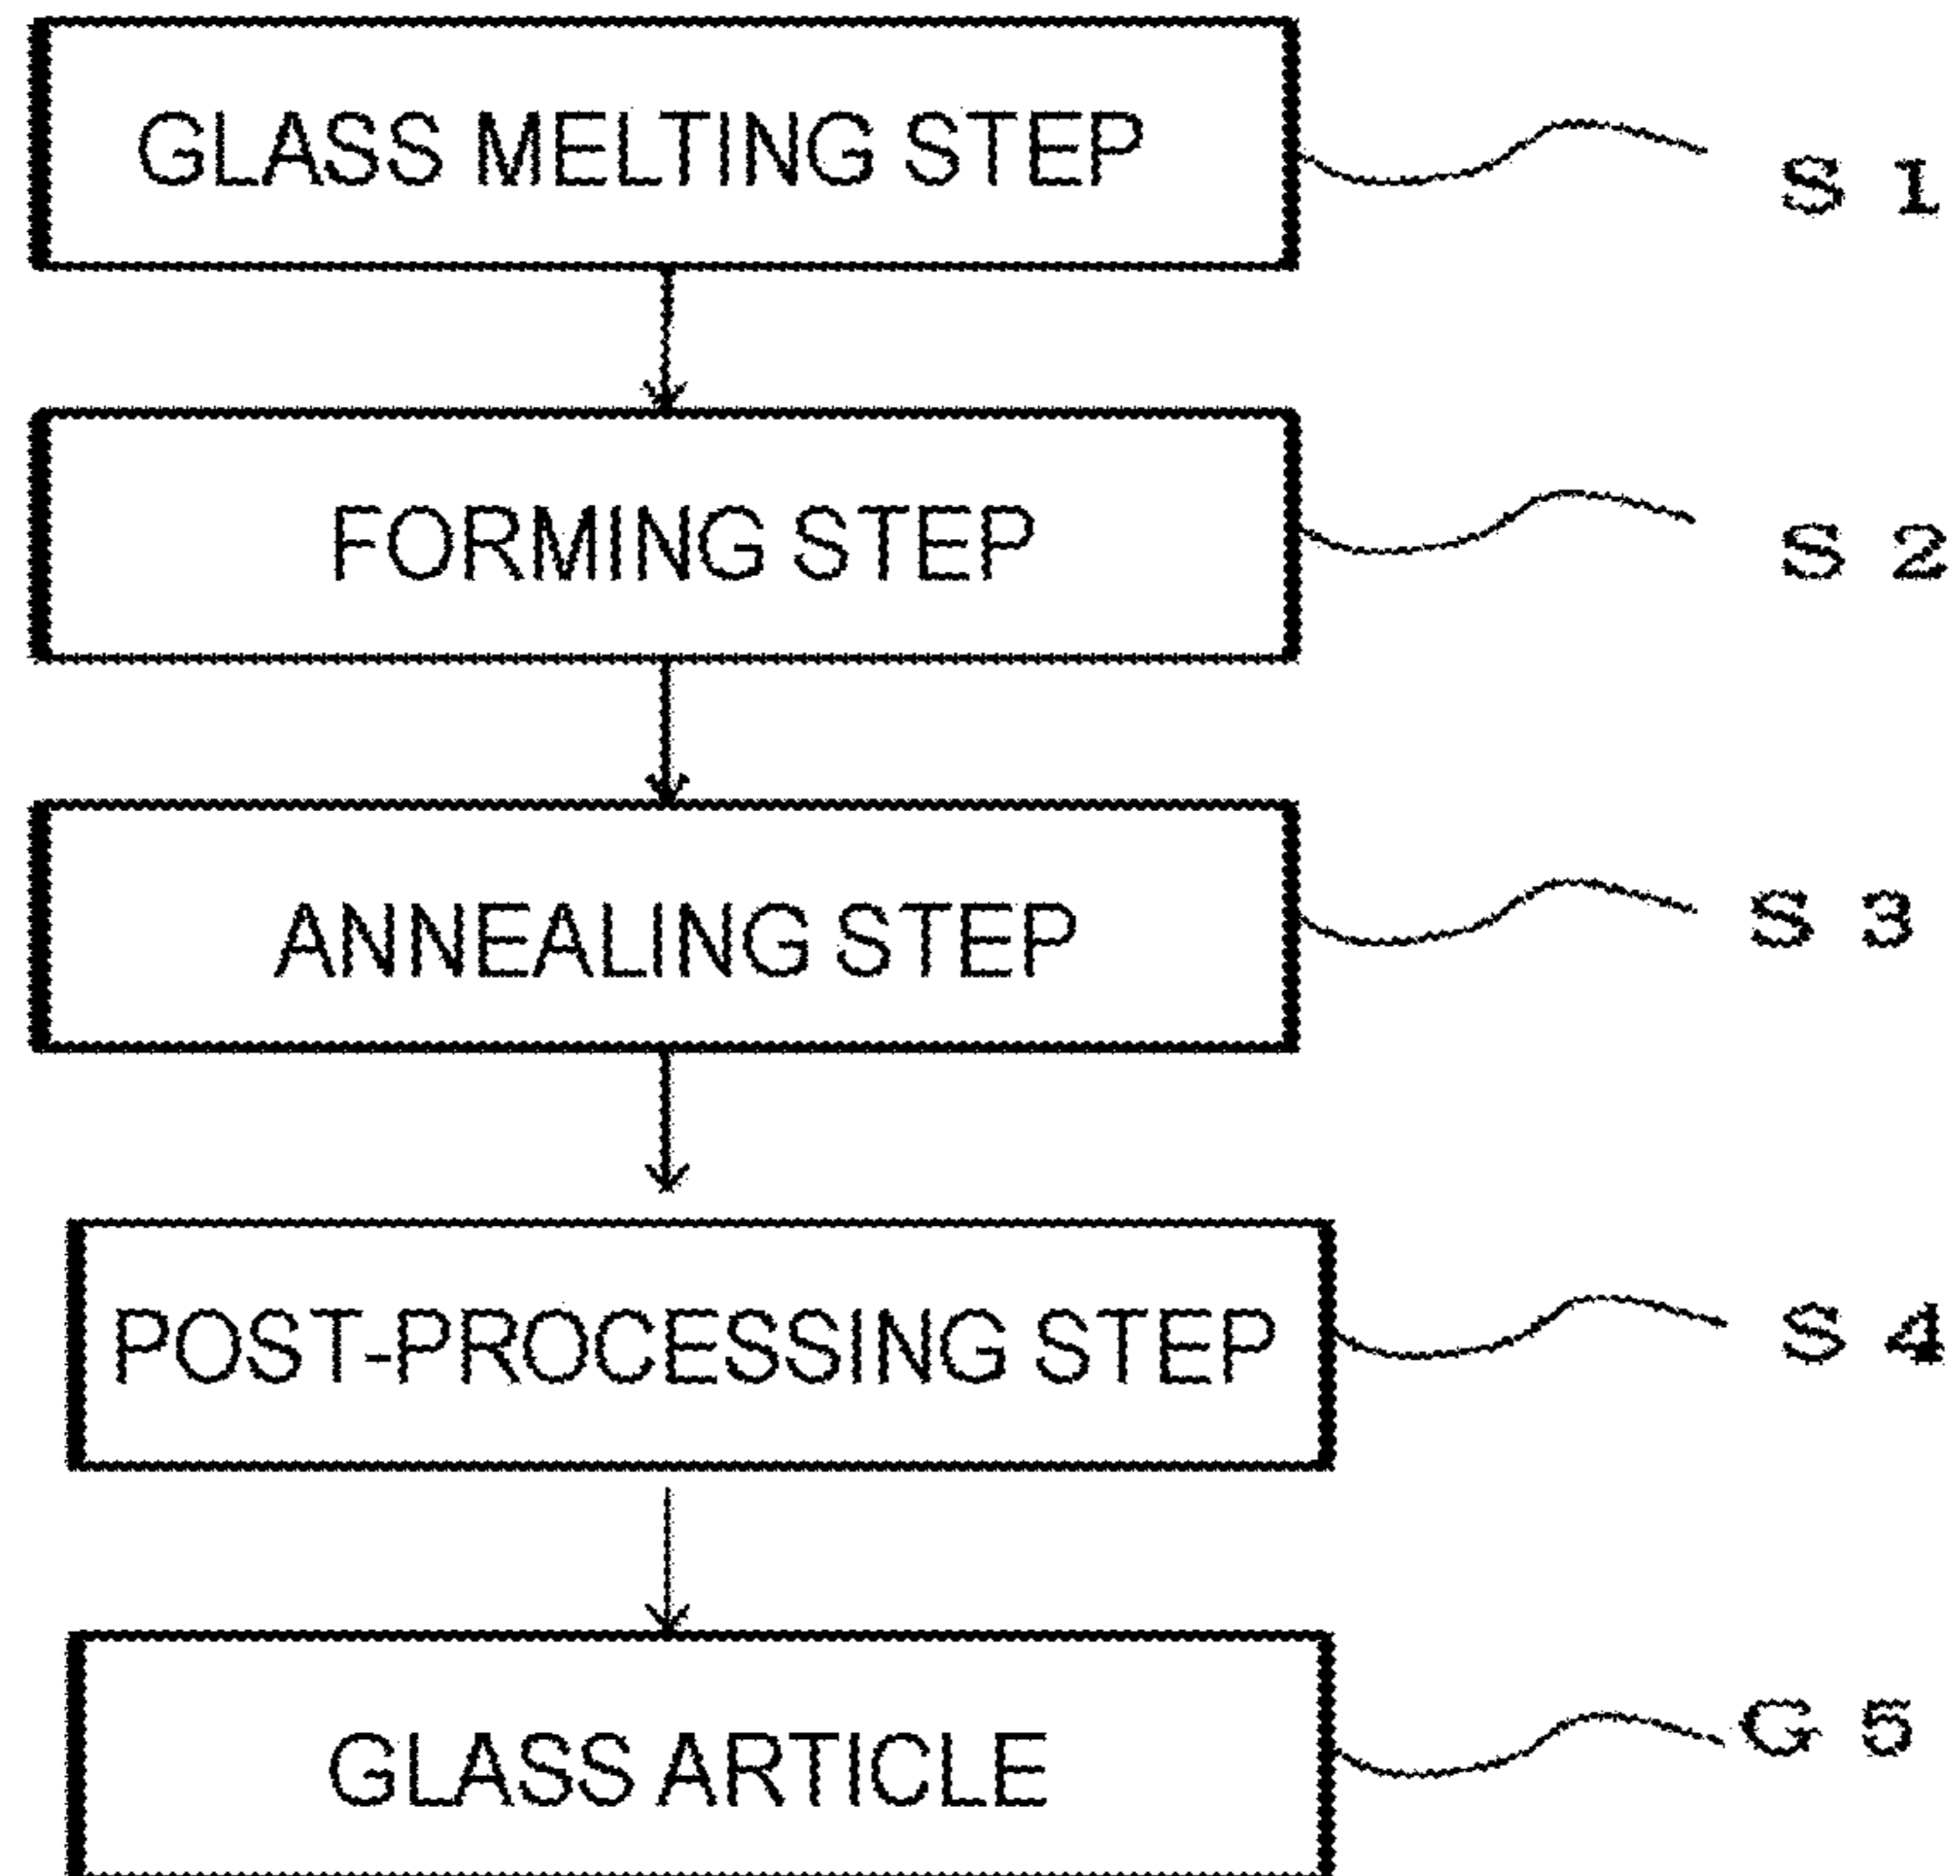 GLASS MELTING STEP
S 1
FORMING STEP
S 2
ANNEALING STEP
S 3
POST-PROCESSING STEP
S 4
GLASS ARTICLE
G 5